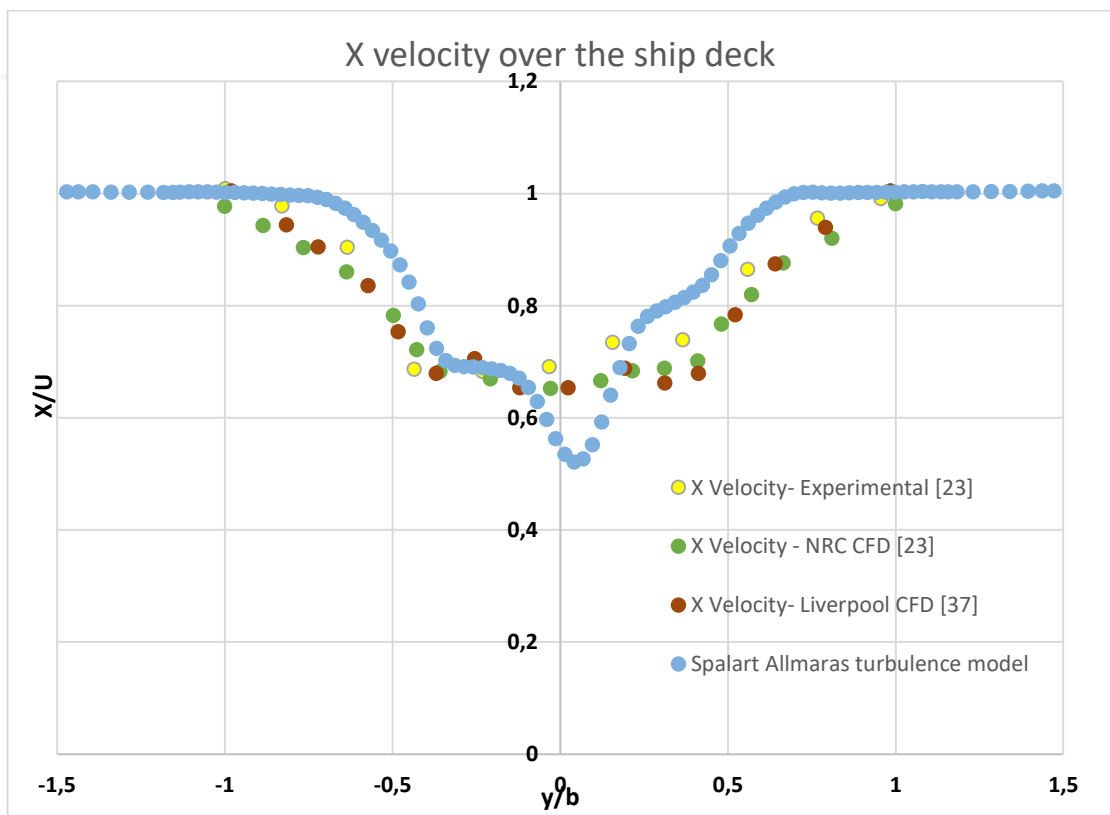 X velocity over the ship deck
1,2
1
0,8
0,6
0,4
0,2
0
X/U
X Velocity- Experimental [23]
X Velocity - NRC CFD [23]
X Velocity- Liverpool CFD [37]
Spalart Allmaras turbulence model
-1,5 -1 -0,5 0 0,5 1 1,5
y/b